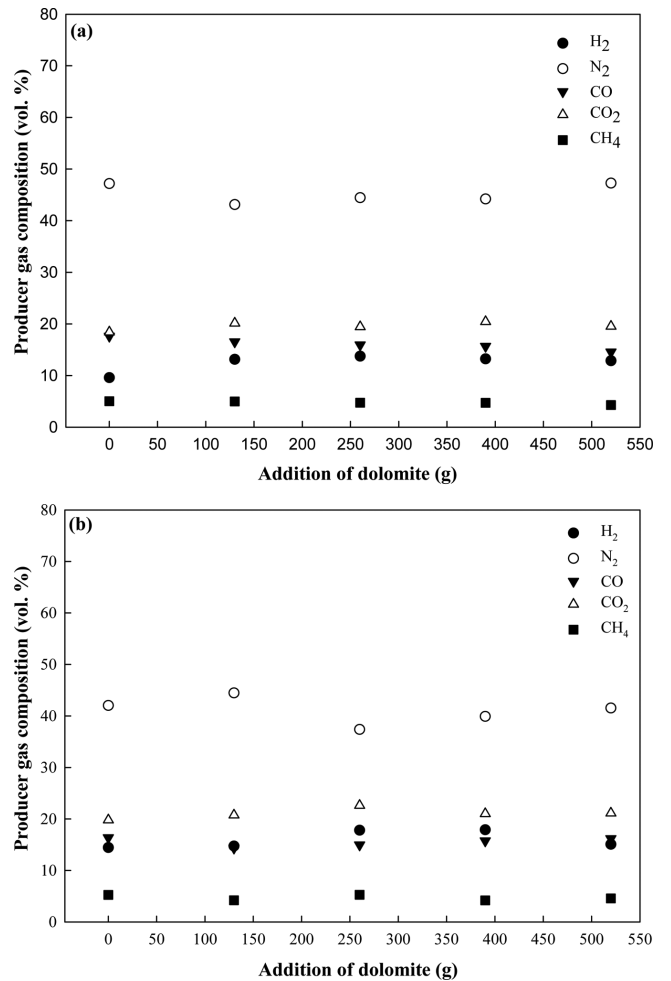 (a)
H2
N2
CO
CO2
CH4
Producer gas composition (vol. %)
80
70
60
50
40
30
20
10
0
0 50 100 150 200 250 300 350 400 450 500 550
Addition of dolomite (g)
(b)
H2
N2
CO
CO2
CH4
Producer gas composition (vol. %)
80
70
60
50
40
30
20
10
0
0 50 100 150 200 250 300 350 400 450 500 550
Addition of dolomite (g)